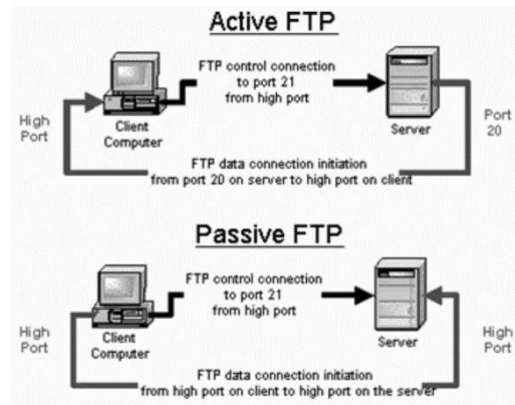 Active FTP
FTP control connection
to port 21
from high port
High
Port
Client
Computer
Server
Port
20
FTP data connection initiation
from port 20 on server to high port on client
Passive FTP
FTP control connection
to port 21
from high port
High
Port
Client
Computer
Server
High
Port
FTP data connection initiation
from high port on client to high port on the server